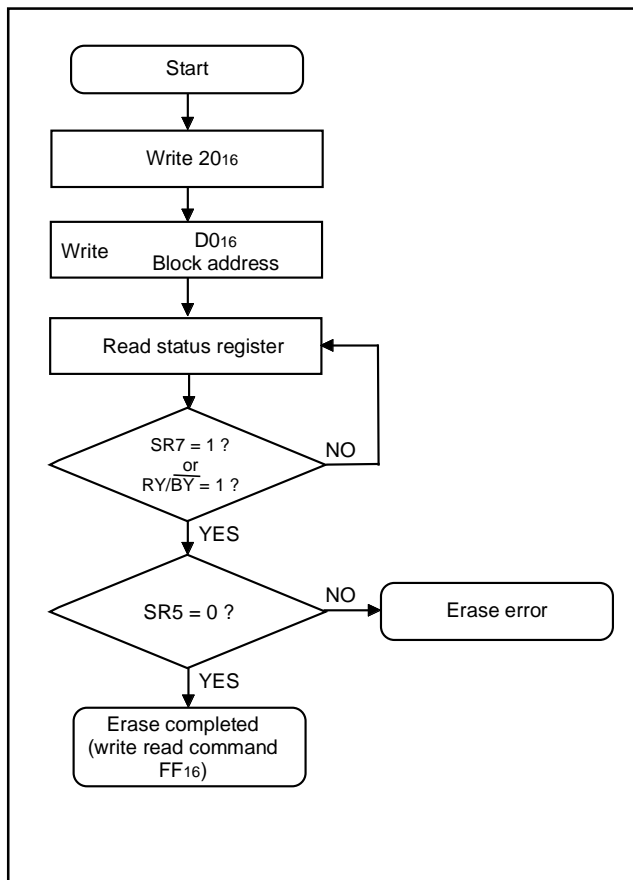 Start
Write 20₁₆
D0₁₆
Write
Block address
Read status register
SR7 = 1 ?
or
RY/B̅Y̅ = 1 ?
NO
YES
SR5 = 0 ?
NO
Erase error
YES
Erase completed
(write read command
FF₁₆)